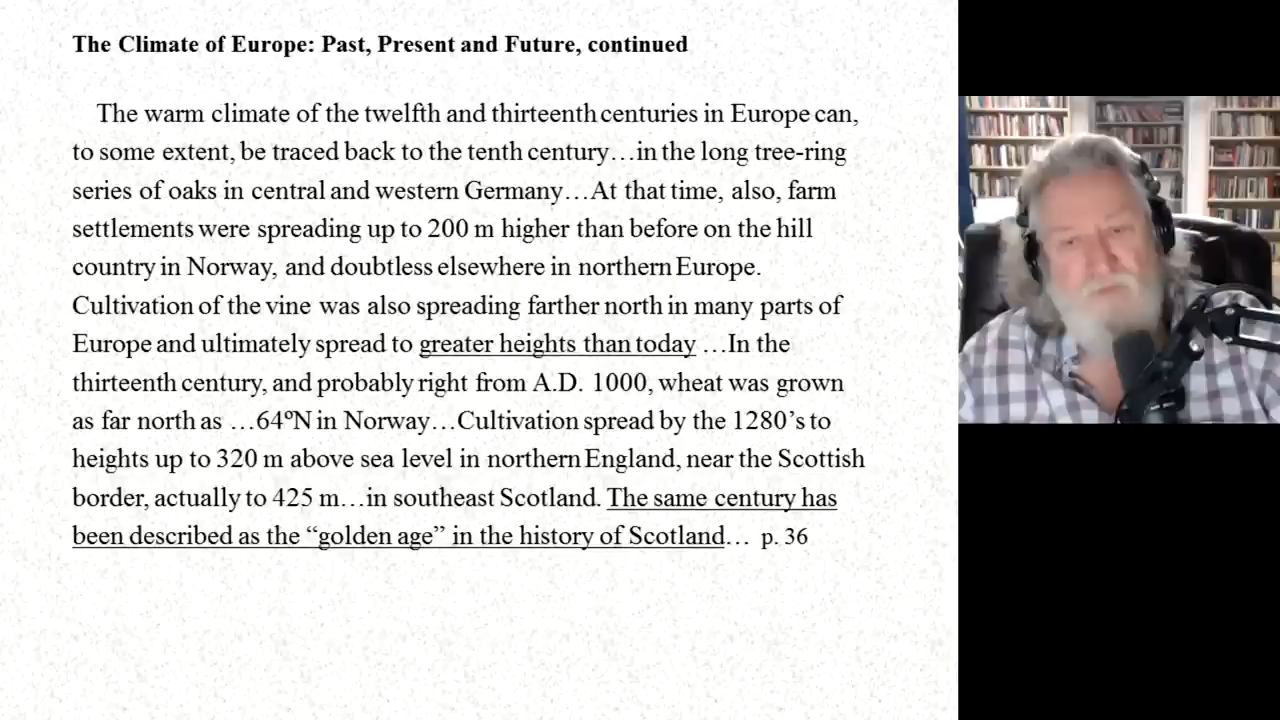 The Climate of Europe: Past, Present and Future, continued
The warm climate of the twelfth and thirteenth centuries in Europe can,
to some extent, be traced back to the tenth century…in the long tree-ring
series of oaks in central and western Germany…At that time, also, farm
settlements were spreading up to 200 m higher than before on the hill
country in Norway, and doubtless elsewhere in northern Europe.
Cultivation of the vine was also spreading farther north in many parts of
Europe and ultimately spread to greater heights than today …In the
thirteenth century, and probably right from A.D. 1000, wheat was grown
as far north as …64ºN in Norway…Cultivation spread by the 1280’s to
heights up to 320 m above sea level in northern England, near the Scottish
border, actually to 425 m…in southeast Scotland. The same century has
been described as the “golden age” in the history of Scotland… p. 36